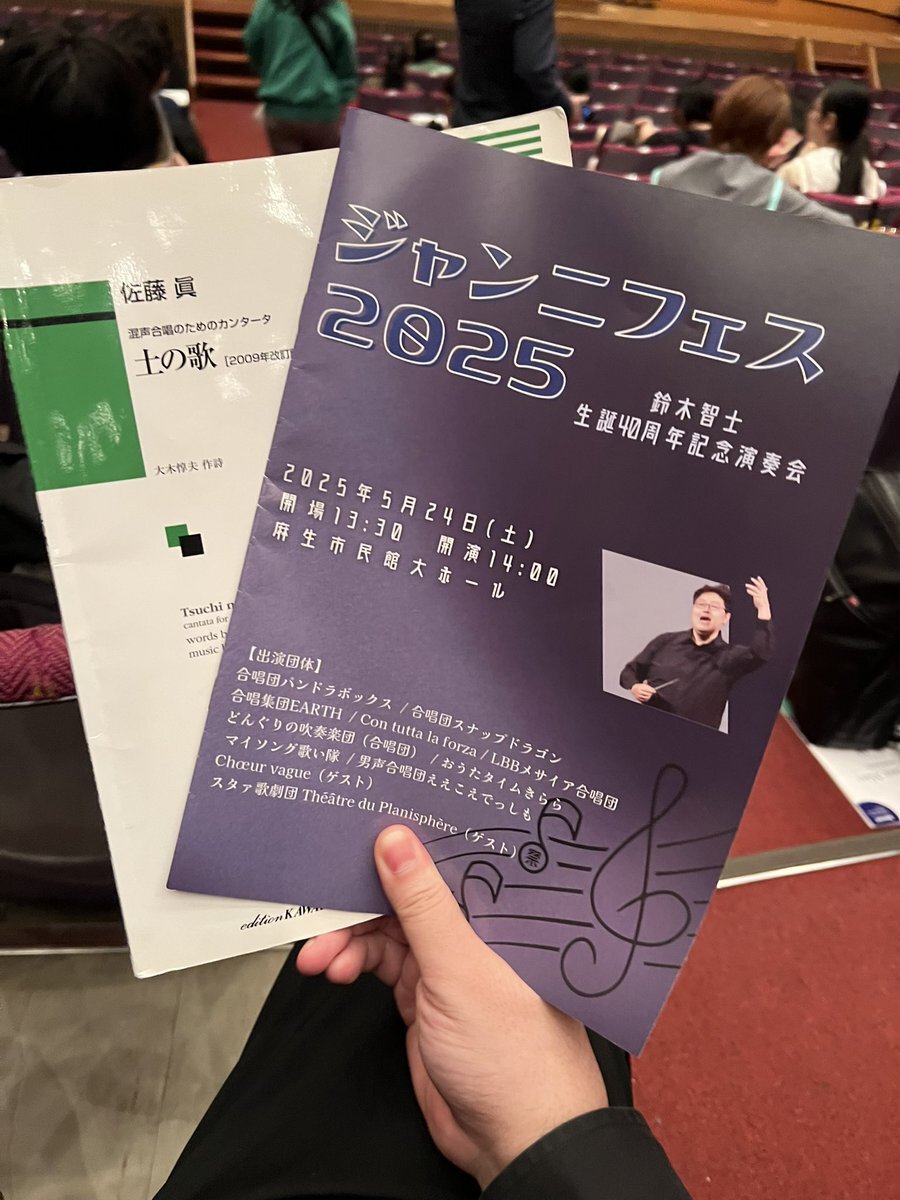 佐藤 眞
混声合唱のためのカンタータ
土の歌 [2009年改訂
大木惇夫 作詩
Tsuchi n
cantata for
words b
music
edition KAWA
ジャンニフェス
2025
鈴木智士
生誕40周年記念演奏会
2025年5月24日(土)
開場13:30 開演14:00
麻生市民館大ホール
【出演団体】
合唱団パンドラボックス / 合唱団スナップドラゴン
合唱集団EARTH / Con tutta la forza / LBBメサイア合唱団
どんぐりの吹奏楽団（合唱団） / おうたタイムきらら
マイソング歌い隊 / 男声合唱団ええこえでっしも
Chœur vague（ゲスト）
スタァ歌劇団 Théâtre du Planisphère（ゲスト）
祭